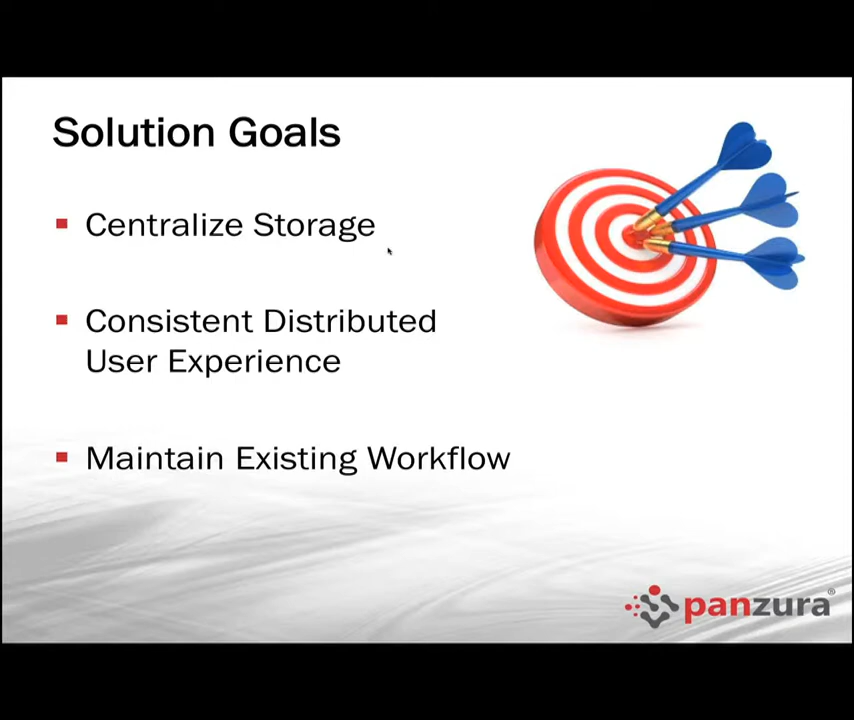 Solution Goals
Centralize Storage
Consistent Distributed
User Experience
Maintain Existing Workflow
panzura®